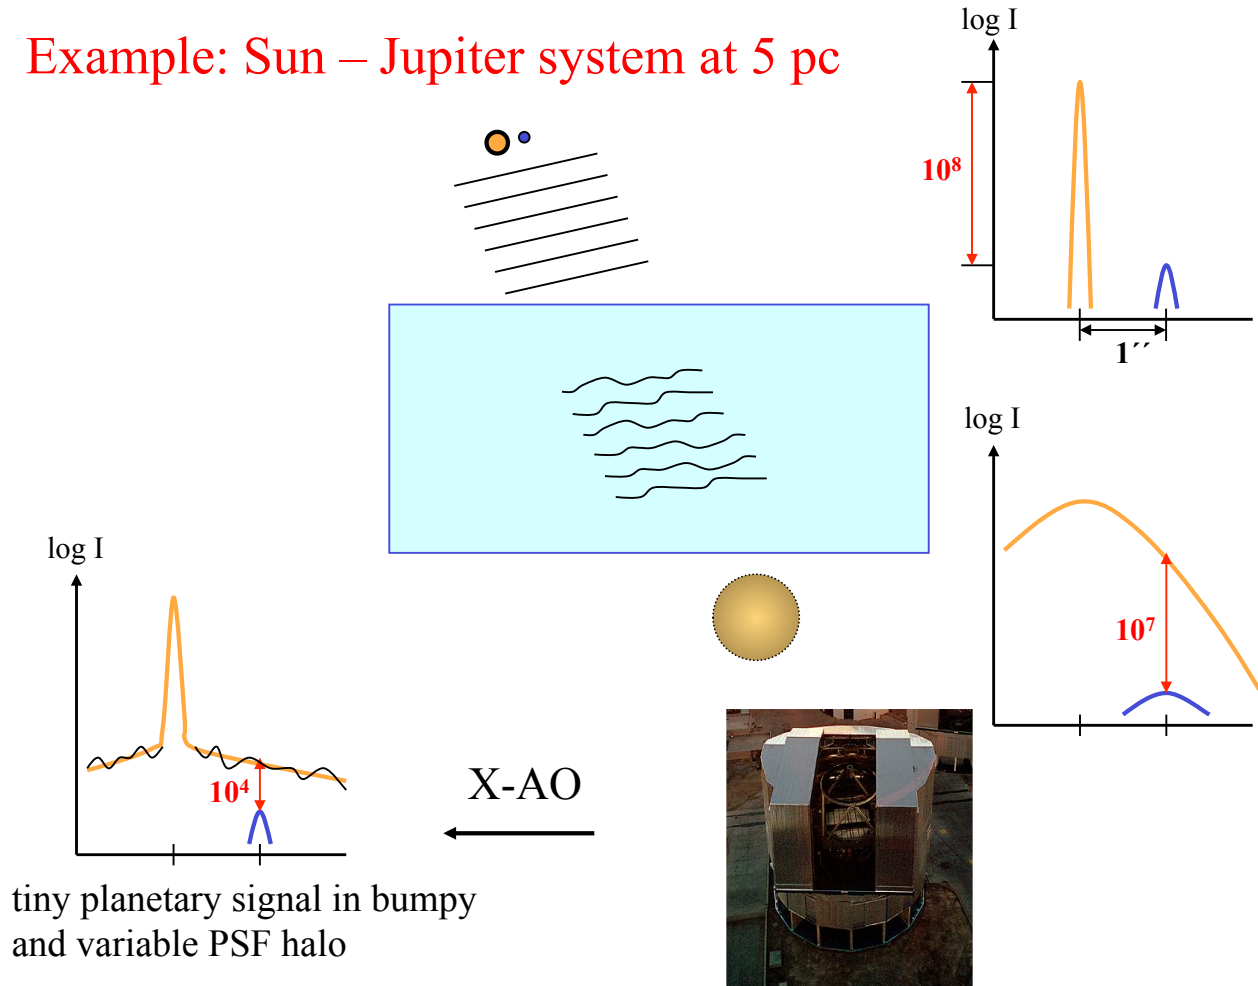 Example: Sun – Jupiter system at 5 pc
log I
10⁸
1´´
log I
10⁷
log I
10⁴
X-AO
tiny planetary signal in bumpy
and variable PSF halo